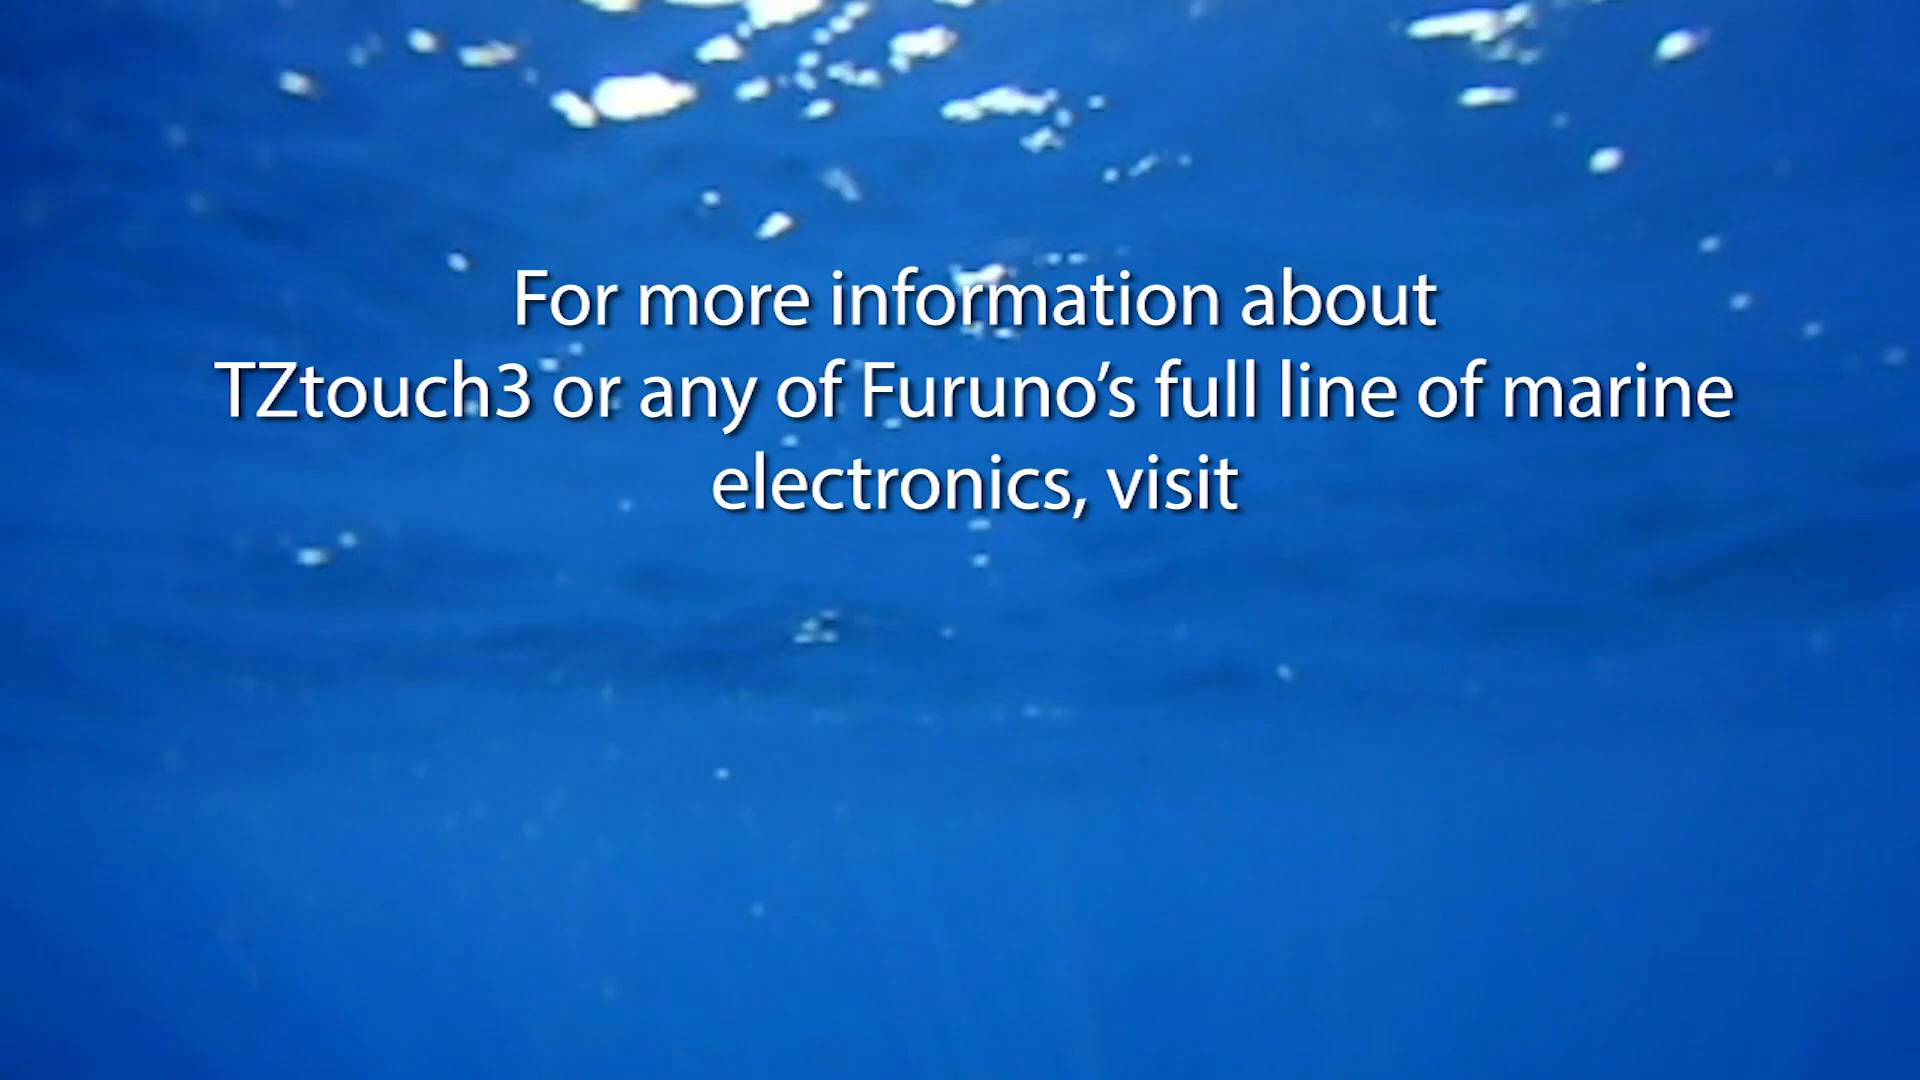 For more information about
TZtouch3 or any of Furuno’s full line of marine
electronics, visit